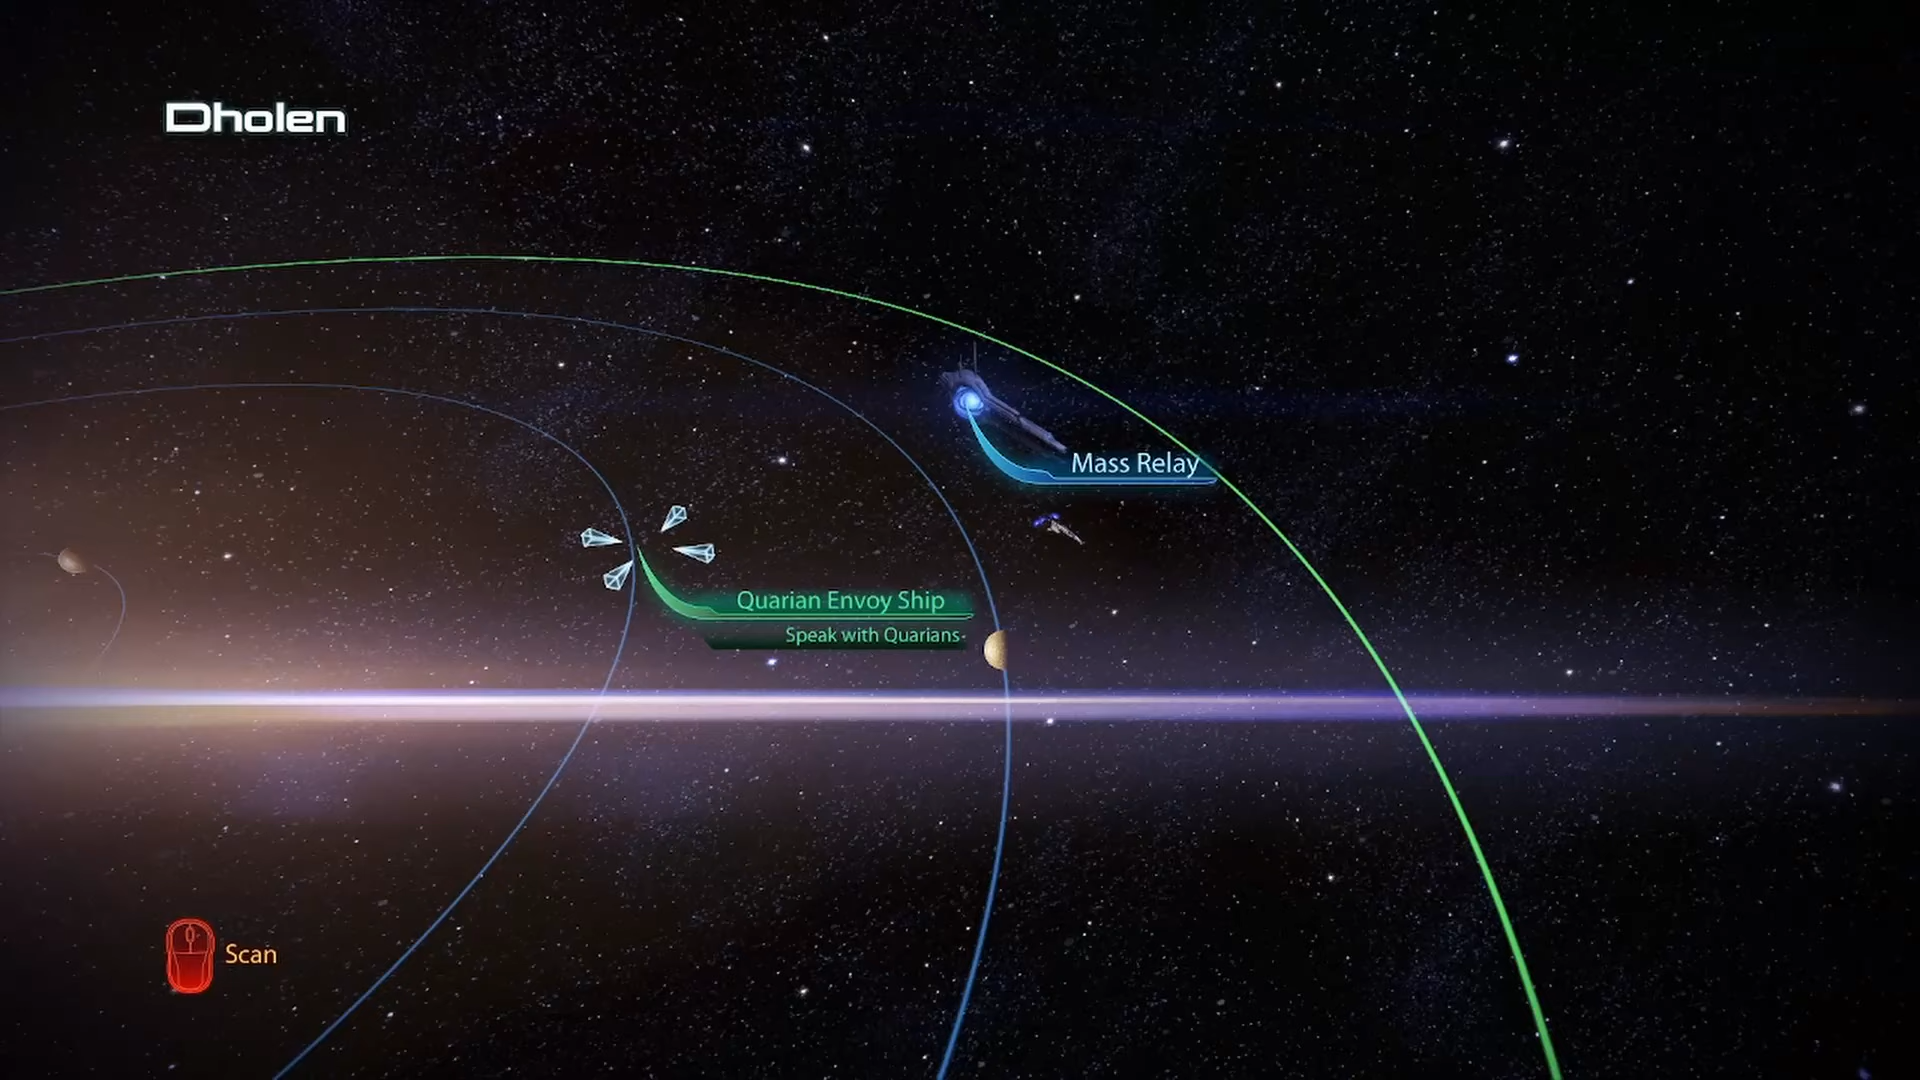 Dholen
Mass Relay
Quarian Envoy Ship
Speak with Quarians
Scan